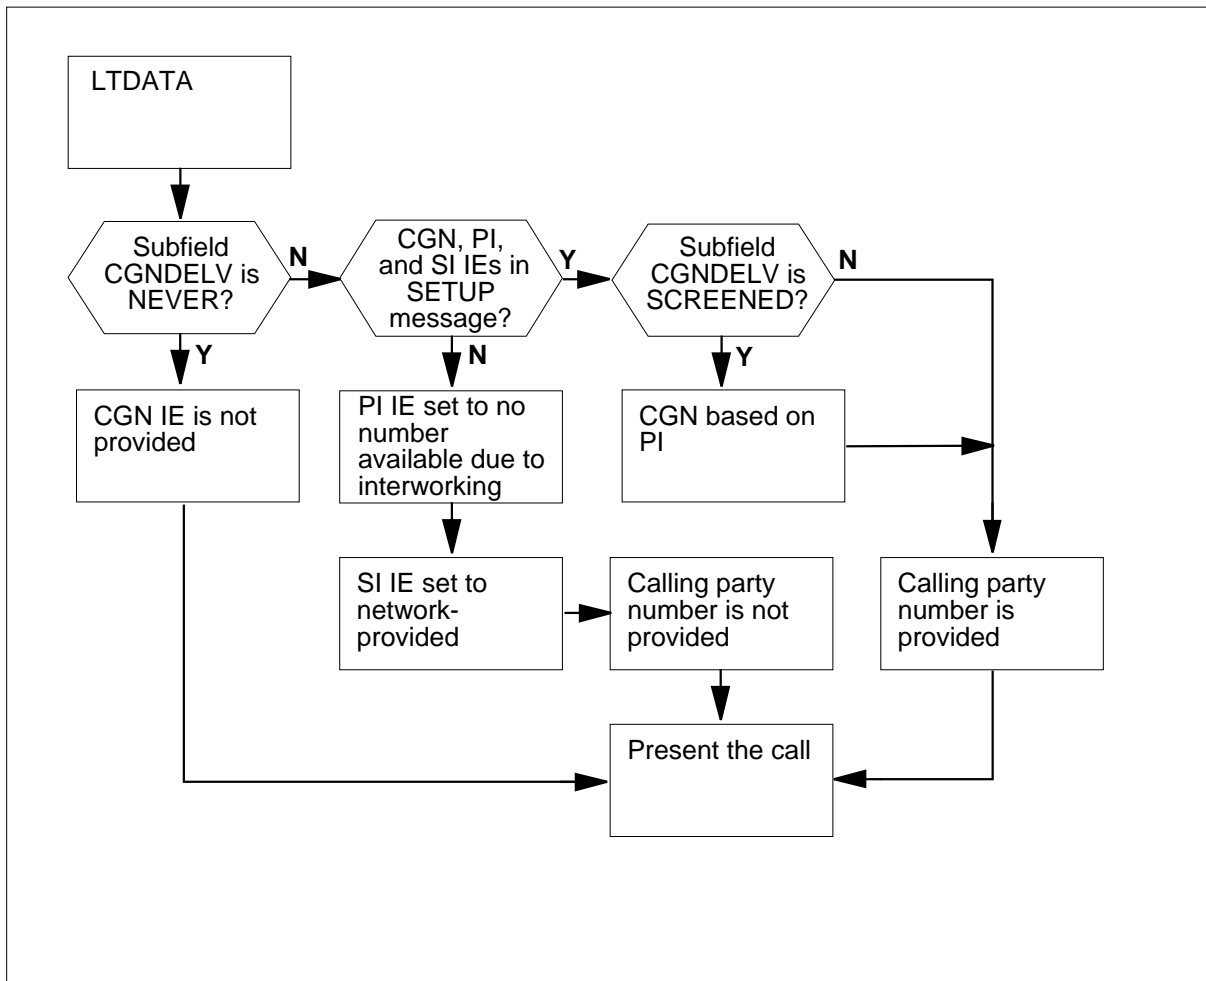 LTDATA
Subfield
CGNDELV is
NEVER?
N
Y
CGN, PI,
and SI IEs in
SETUP
message?
Y
N
Subfield
CGNDELV is
SCREENED?
N
Y
CGN IE is not
provided
PI IE set to no
number
available due to
interworking
CGN based on
PI
SI IE set to
network-
provided
Calling party
number is not
provided
Calling party
number is
provided
Present the call